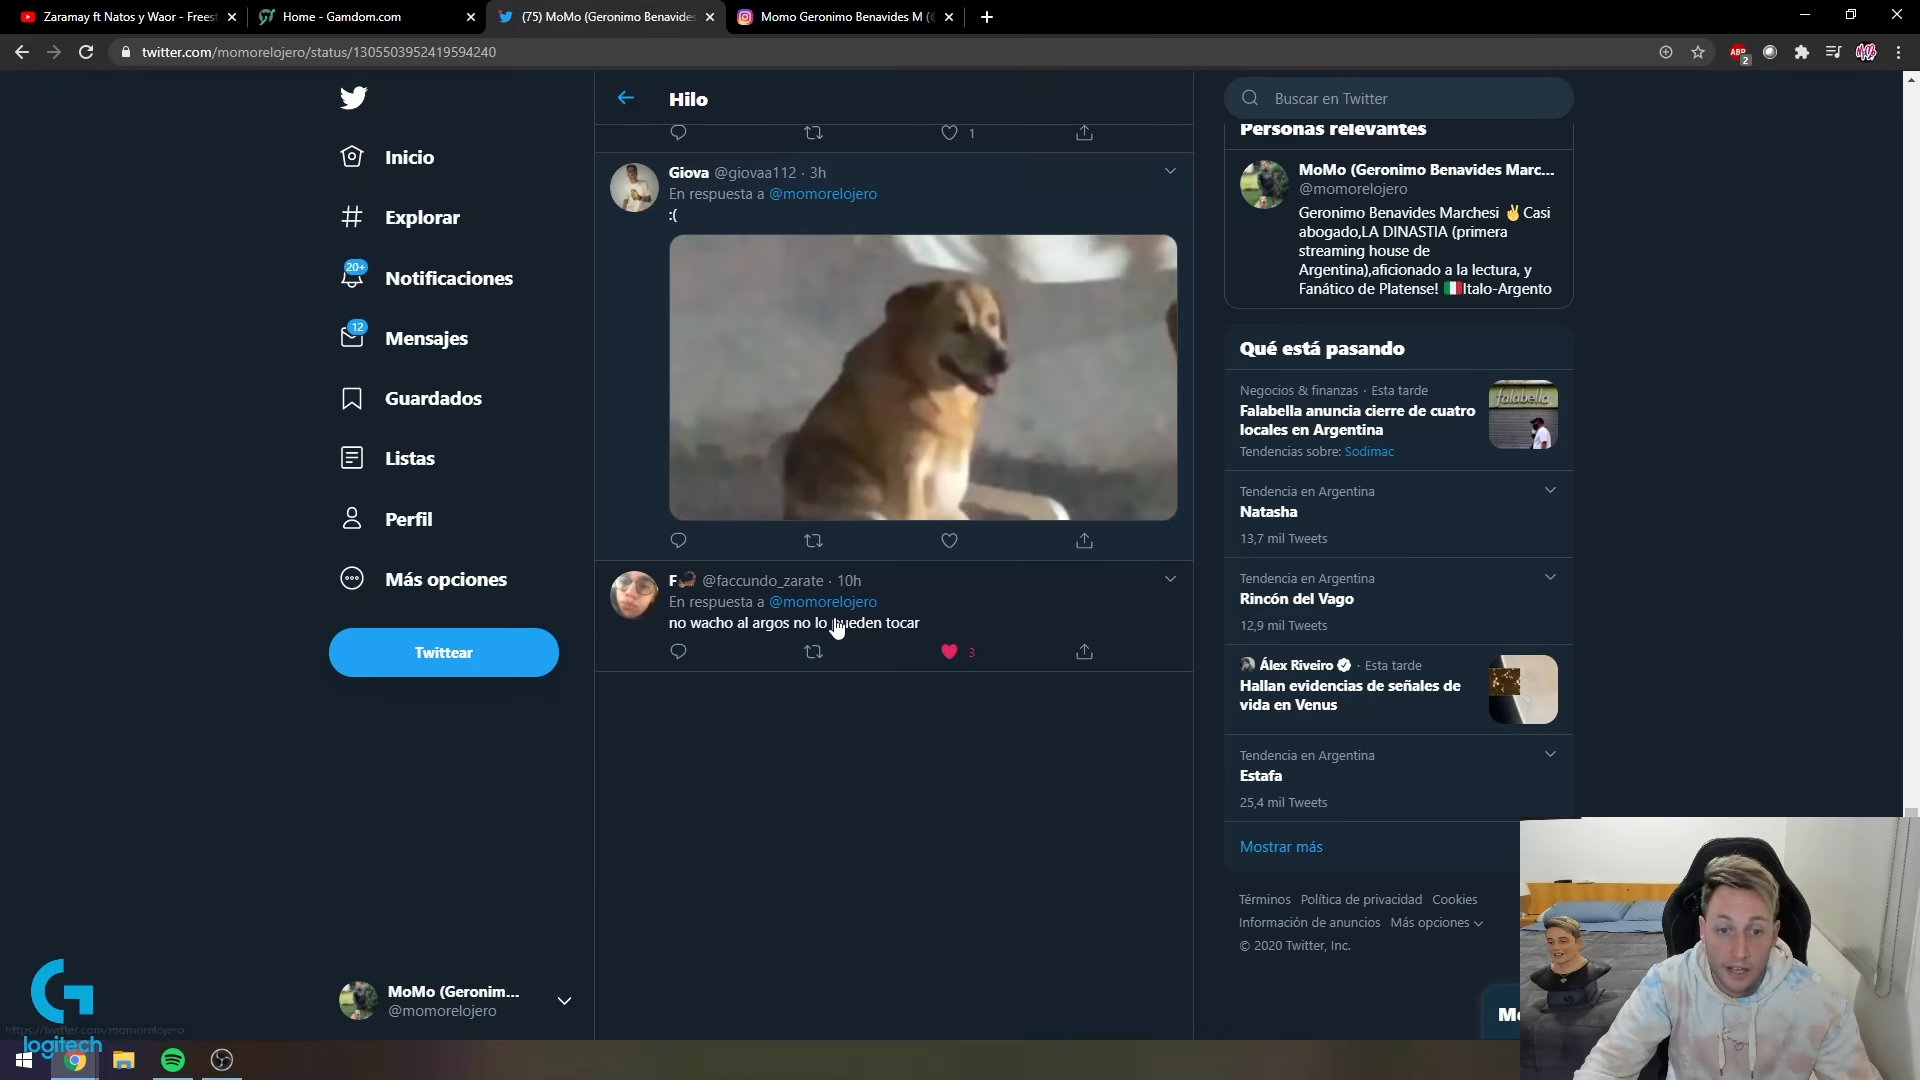 Zaramay ft Natos y Waor - Freest
Home - Gamdom.com
(75) MoMo (Geronimo Benavides
Momo Geronimo Benavides M (
twitter.com/momorelojero/status/1305503952419594240
ABP
2
Inicio
Explorar
20+
Notificaciones
12
Mensajes
Guardados
Listas
Perfil
Más opciones
Twittear
MoMo (Geronim...
@momorelojero
https://twitter.com/momorelojero
logitech
Hilo
1
Giova @giovaa112 · 3h
En respuesta a @momorelojero
:(
F @faccundo_zarate · 10h
En respuesta a @momorelojero
no wacho al argos no lo pueden tocar
3
Buscar en Twitter
Personas relevantes
MoMo (Geronimo Benavides Marc...
@momorelojero
Geronimo Benavides Marchesi ✌Casi
abogado,LA DINASTIA (primera
streaming house de
Argentina),aficionado a la lectura, y
Fanático de Platense! 🇮🇹Italo-Argento
Qué está pasando
Negocios & finanzas · Esta tarde
Falabella anuncia cierre de cuatro
locales en Argentina
Tendencias sobre: Sodimac
falabella
Tendencia en Argentina
Natasha
13,7 mil Tweets
Tendencia en Argentina
Rincón del Vago
12,9 mil Tweets
Álex Riveiro · Esta tarde
Hallan evidencias de señales de
vida en Venus
Tendencia en Argentina
Estafa
25,4 mil Tweets
Mostrar más
Términos Política de privacidad Cookies
Información de anuncios Más opciones
© 2020 Twitter, Inc.